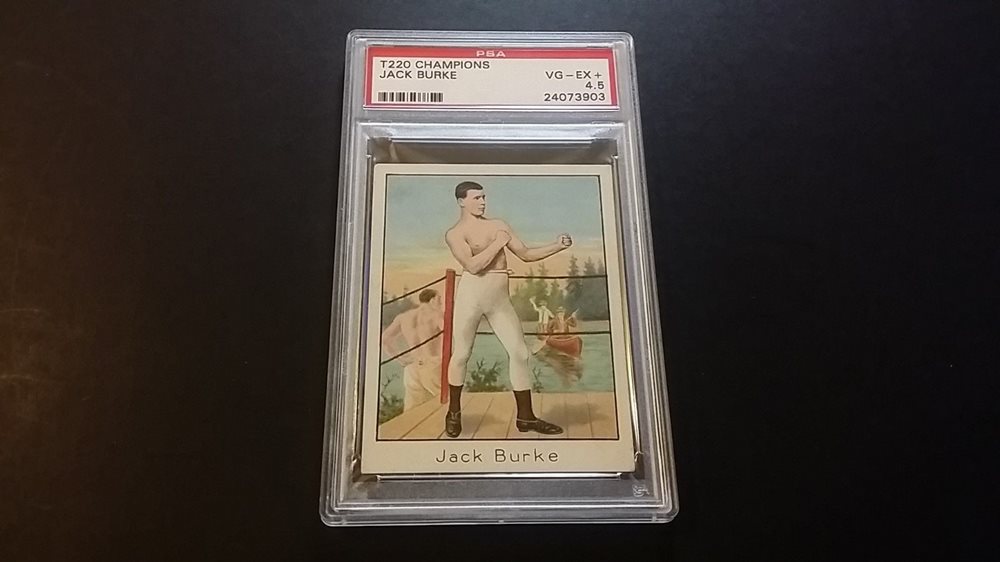 PSA
T220 CHAMPIONS
JACK BURKE
VG-EX+
4.5
24073903
Jack Burke